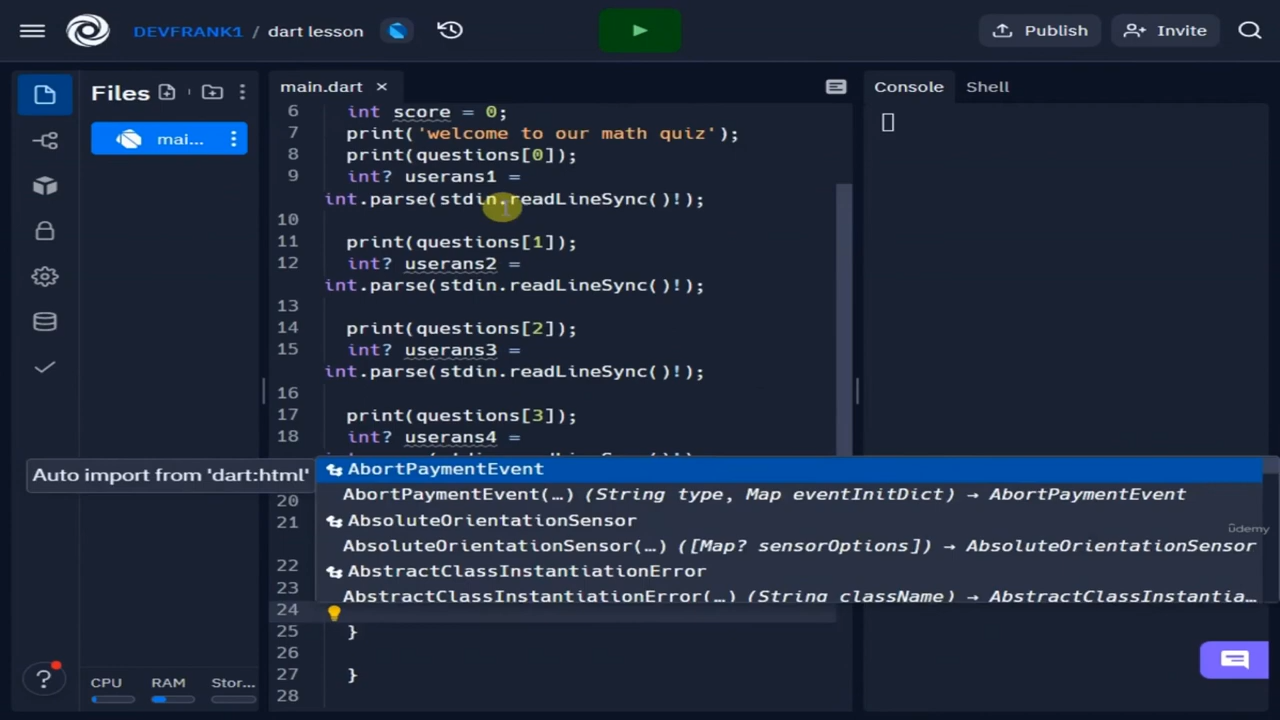 DEVFRANK1 / dart lesson
Publish
Invite
Files
mai...
main.dart
Console
Shell
6 int score = 0;
7 print('welcome to our math quiz');
8 print(questions[0]);
9 int? userans1 =
int.parse(stdin.readLineSync()!);
10
11 print(questions[1]);
12 int? userans2 =
int.parse(stdin.readLineSync()!);
13
14 print(questions[2]);
15 int? userans3 =
int.parse(stdin.readLineSync()!);
16
17 print(questions[3]);
18 int? userans4 =
Auto import from 'dart:html'
AbortPaymentEvent
AbortPaymentEvent(…) (String type, Map eventInitDict) → AbortPaymentEvent
AbsoluteOrientationSensor
AbsoluteOrientationSensor(…) ([Map? sensorOptions]) → AbsoluteOrientationSensor
AbstractClassInstantiationError
AbstractClassInstantiationError(…) (String className) → AbstractClassInstantia…
20
21
22
23
24
25 }
26
27 }
28
udemy
?
CPU
RAM
Stor...